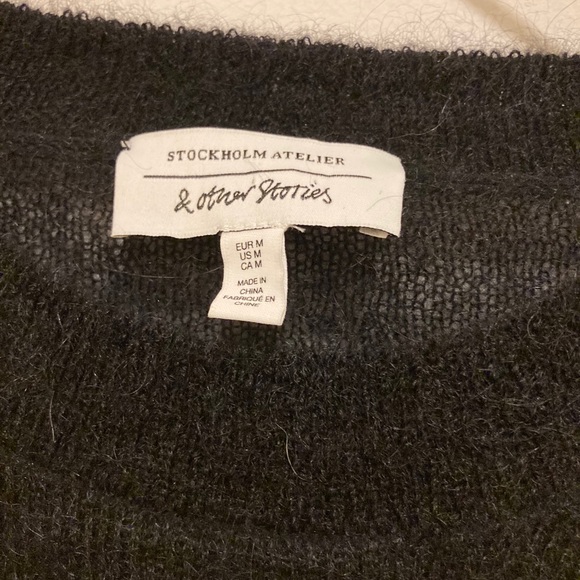 STOCKHOLM ATELIER
& other Stories
EUR M
US M
CA M
MADE IN
CHINA
FABRIQUÉ EN
CHINE